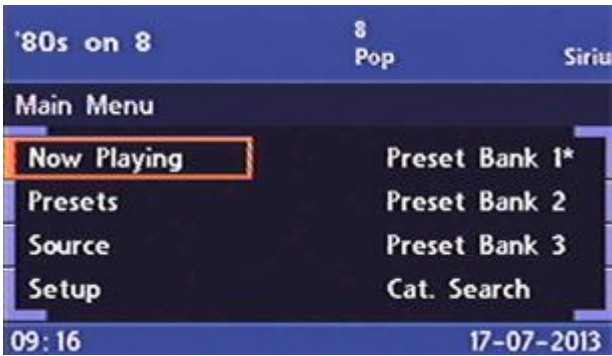 '80s on 8
8
Pop
Siriu
Main Menu
Now Playing
Preset Bank 1*
Presets
Preset Bank 2
Source
Preset Bank 3
Setup
Cat. Search
09:16
17-07-2013